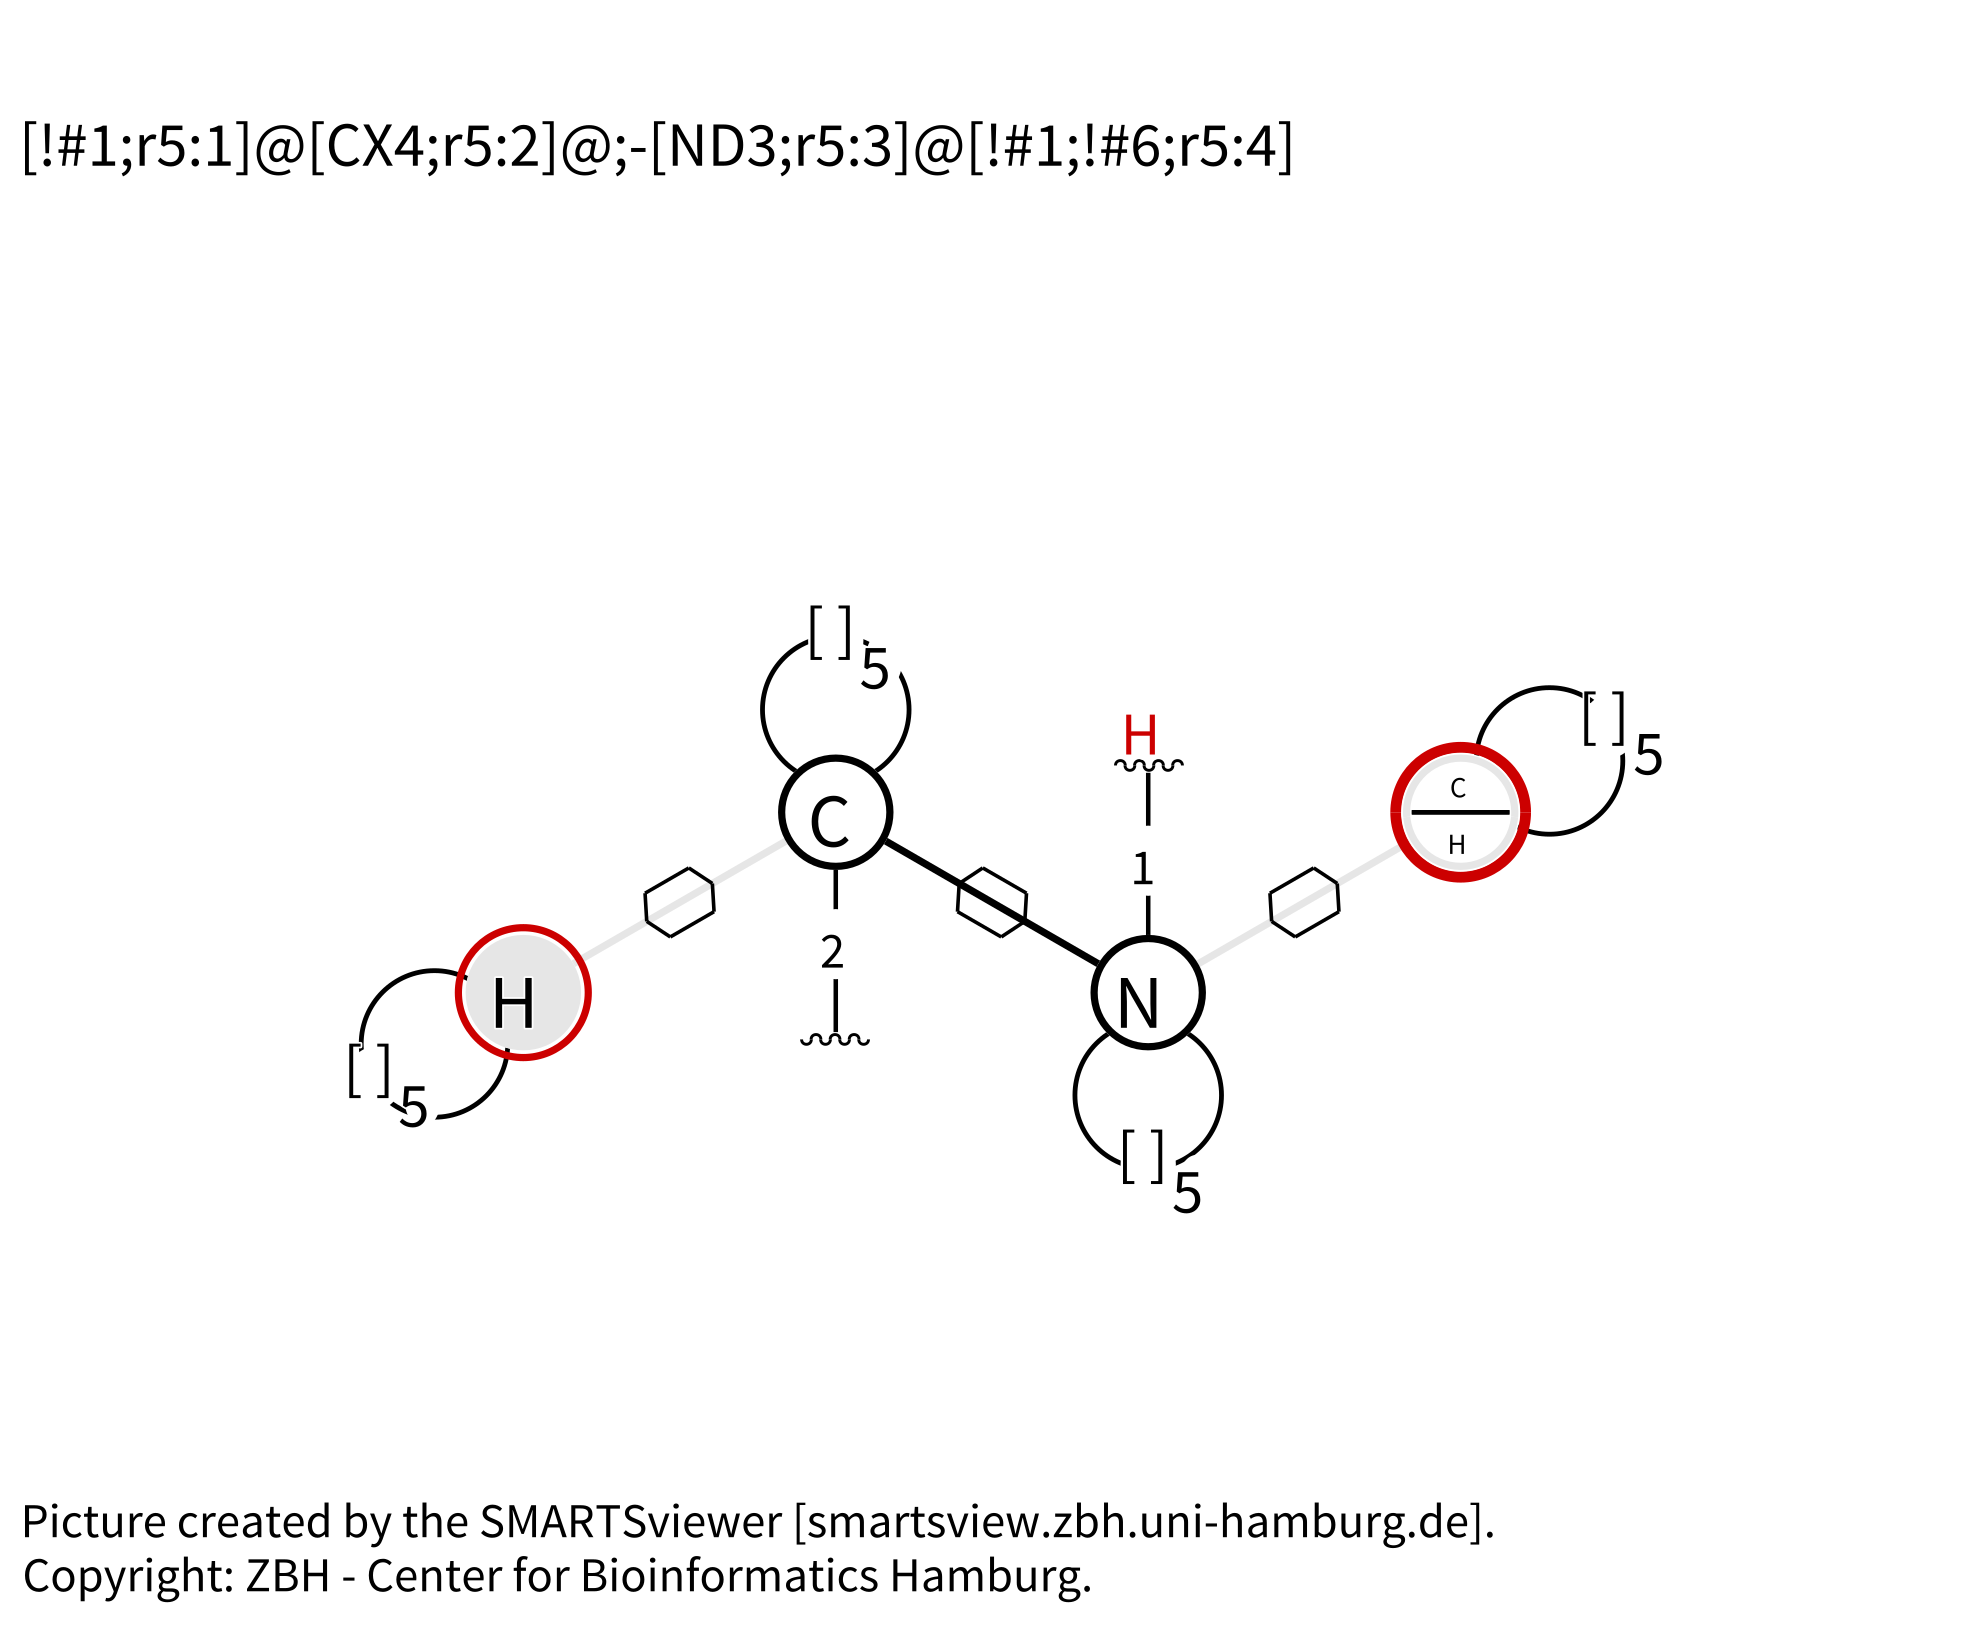 [!#1;r5:1]@[CX4;r5:2]@;-[ND3;r5:3]@[!#1;!#6;r5:4]
[ ]5
H
[ ]5
C
C
1
H
2
H
N
[ ]5
[ ]5
Picture created by the SMARTSviewer [smartsview.zbh.uni-hamburg.de].
Copyright: ZBH - Center for Bioinformatics Hamburg.